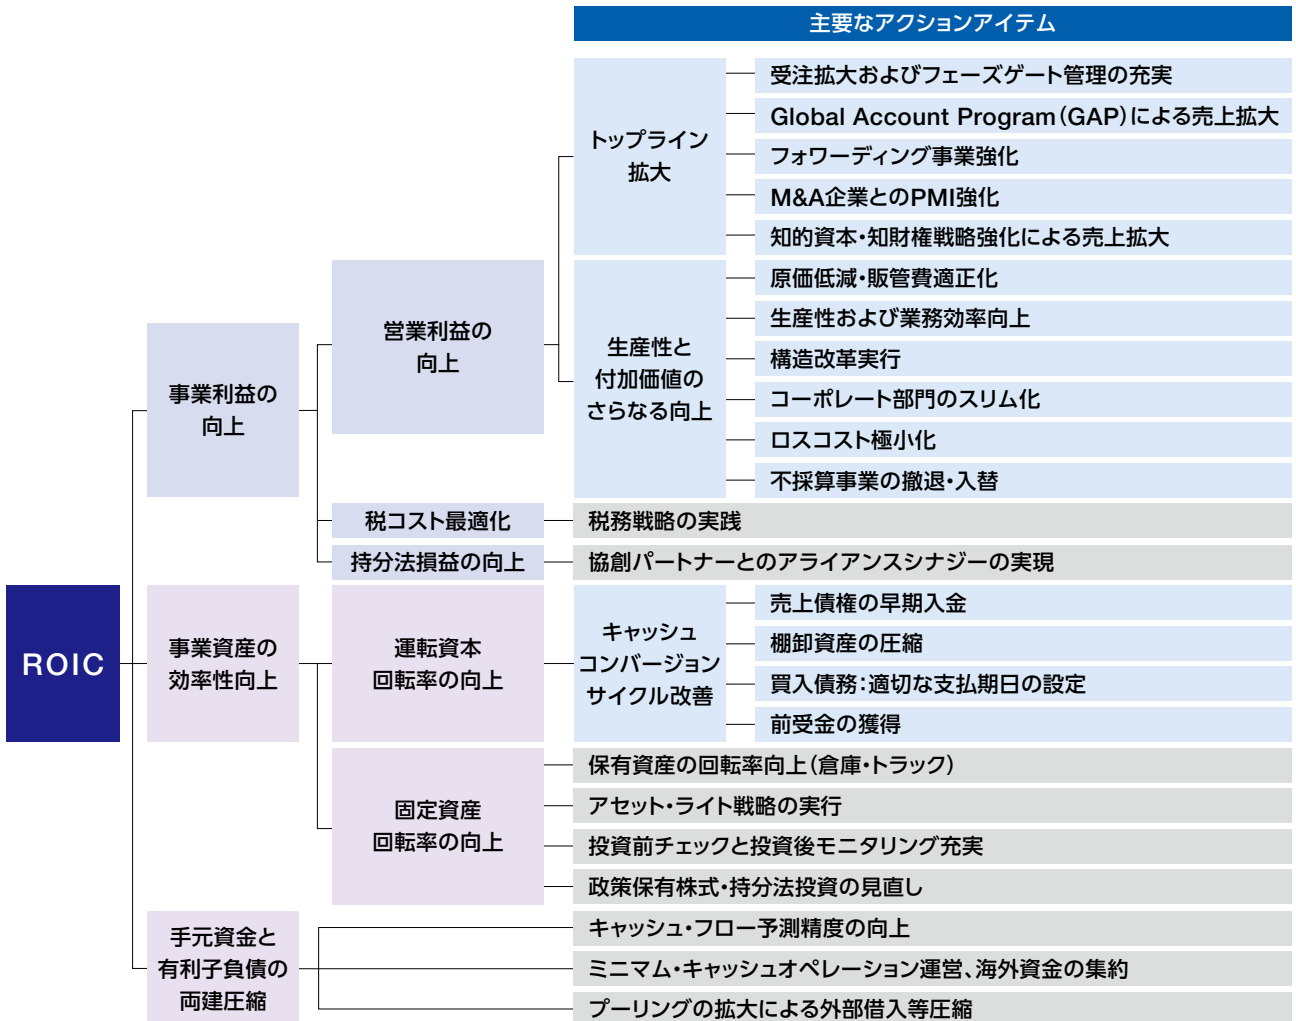 主要なアクションアイテム
ROIC
事業利益の
向上
営業利益の
向上
トップライン
拡大
受注拡大およびフェーズゲート管理の充実
Global Account Program(GAP)による売上拡大
フォワーディング事業強化
M&A企業とのPMI強化
知的資本・知財権戦略強化による売上拡大
生産性と
付加価値の
さらなる向上
原価低減・販管費適正化
生産性および業務効率向上
構造改革実行
コーポレート部門のスリム化
ロスコスト極小化
不採算事業の撤退・入替
税コスト最適化
税務戦略の実践
持分法損益の向上
協創パートナーとのアライアンスシナジーの実現
事業資産の
効率性向上
運転資本
回転率の向上
キャッシュ
コンバージョン
サイクル改善
売上債権の早期入金
棚卸資産の圧縮
買入債務:適切な支払期日の設定
前受金の獲得
固定資産
回転率の向上
保有資産の回転率向上(倉庫・トラック)
アセット・ライト戦略の実行
投資前チェックと投資後モニタリング充実
政策保有株式・持分法投資の見直し
手元資金と
有利子負債の
両建圧縮
キャッシュ・フロー予測精度の向上
ミニマム・キャッシュオペレーション運営、海外資金の集約
プーリングの拡大による外部借入等圧縮